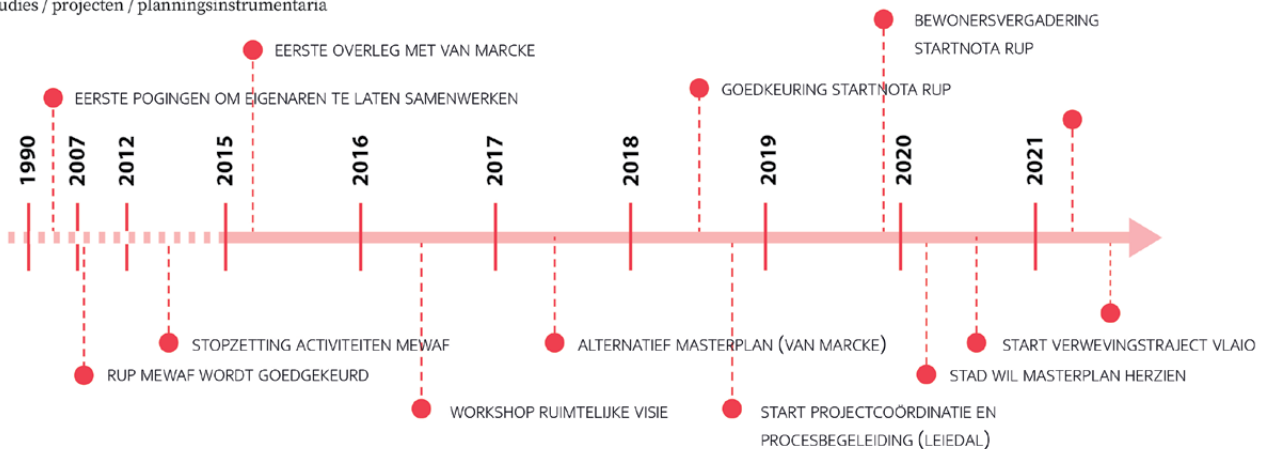 udies / projecten / planningsinstrumentaria
BEWONERSVERGADERING
STARTNOTA RUP
EERSTE OVERLEG MET VAN MARCKE
GOEDKEURING STARTNOTA RUP
EERSTE POGINGEN OM EIGENAREN TE LATEN SAMENWERKEN
1990
2007
2012
2015
2016
2017
2018
2019
2020
2021
STOPZETTING ACTIVITEITEN MEWAF
ALTERNATIEF MASTERPLAN (VAN MARCKE)
START VERWEVINGSTRAJECT VLAIO
RUP MEWAF WORDT GOEDGEKEURD
STAD WIL MASTERPLAN HERZIEN
WORKSHOP RUIMTELIJKE VISIE
START PROJECTCOÖRDINATIE EN
PROCESBEGELEIDING (LEIEDAL)